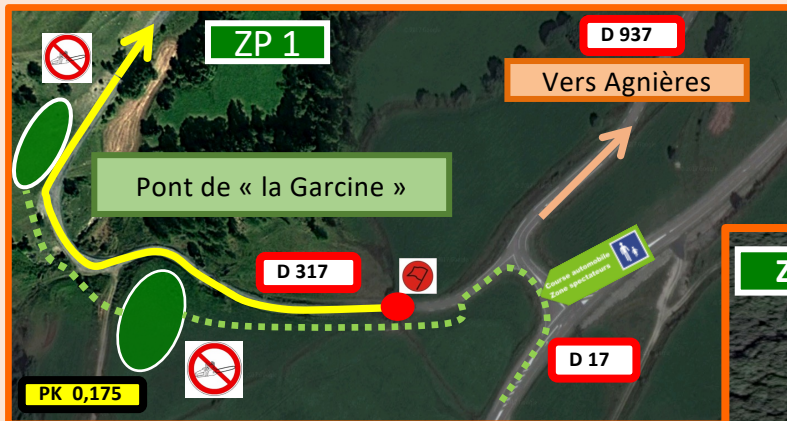 ZP 1
D 937
Vers Agnières
Pont de « la Garcine »
D 317
Course automobile
Zone spectateurs
D 17
PK 0,175